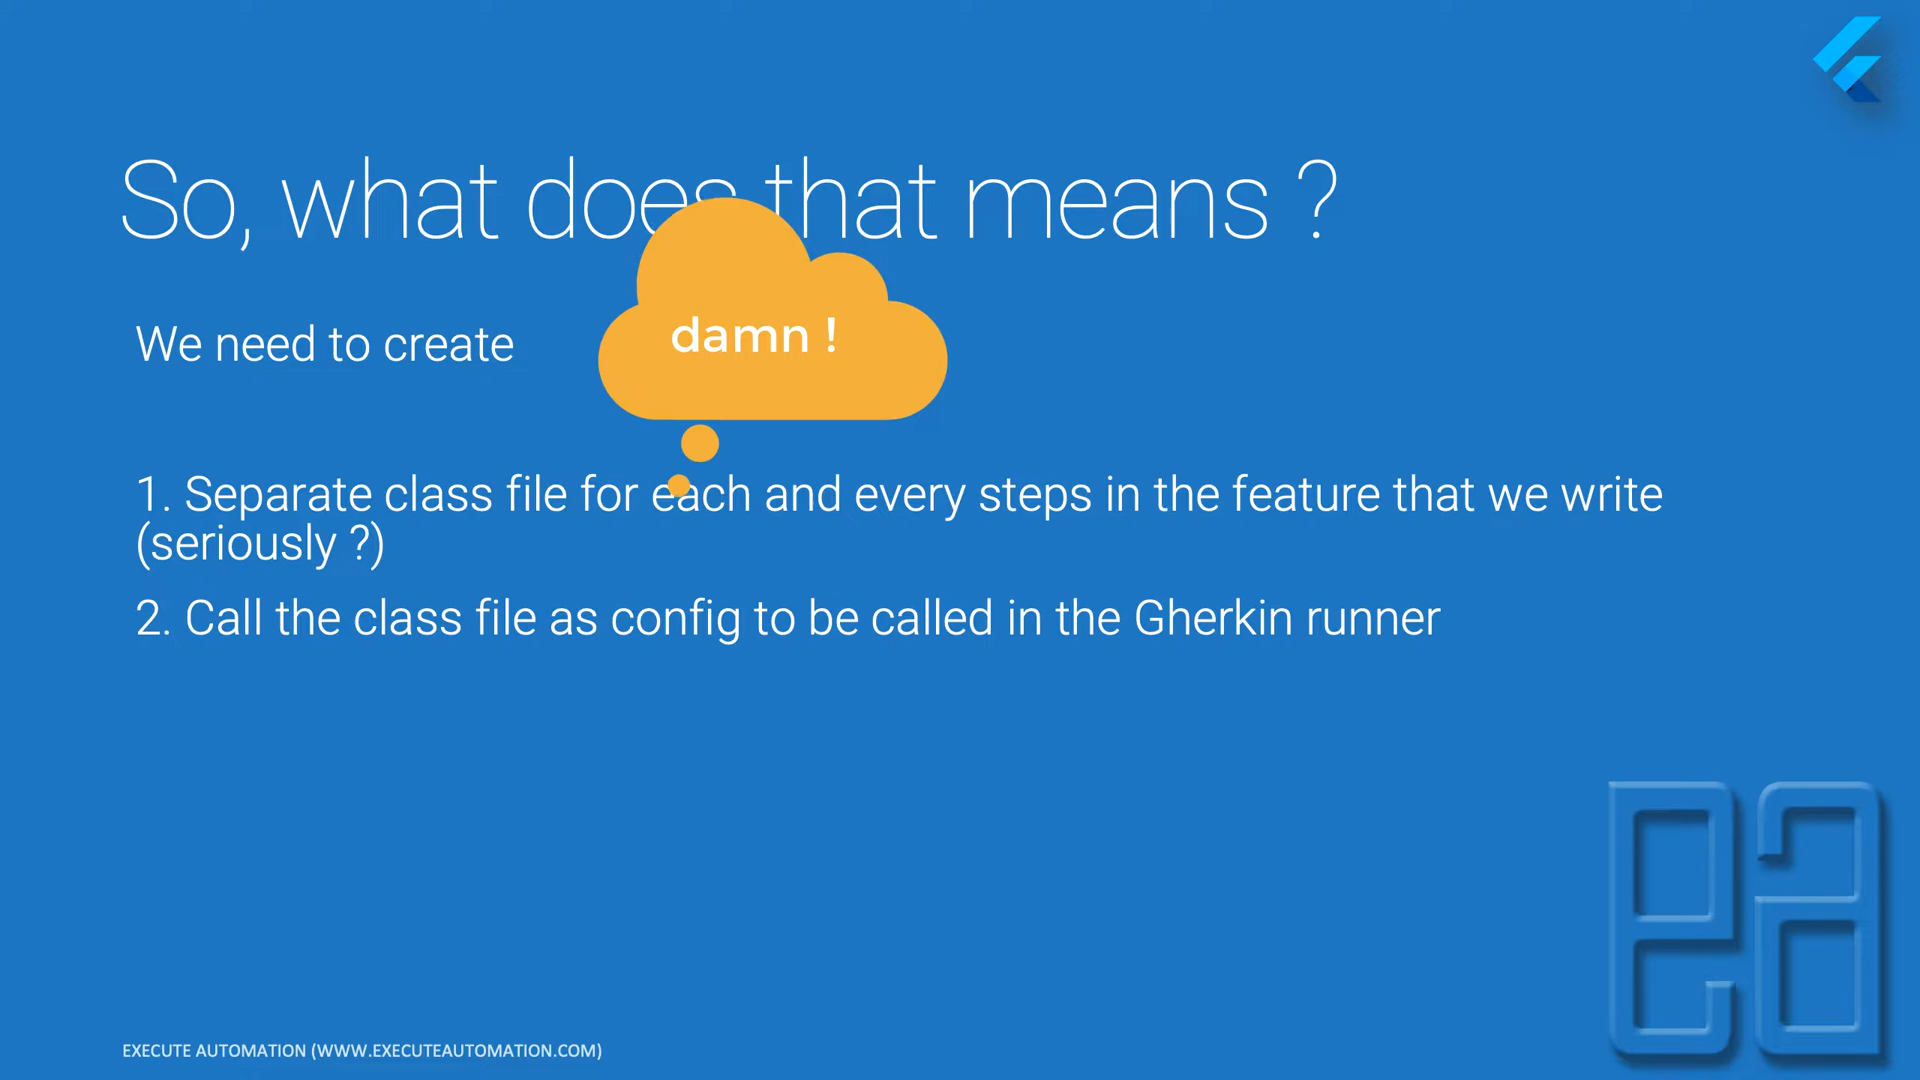 So, what does that means ?
We need to create
damn !
1. Separate class file for each and every steps in the feature that we write
(seriously ?)
2. Call the class file as config to be called in the Gherkin runner
ea
EXECUTE AUTOMATION (WWW.EXECUTEAUTOMATION.COM)